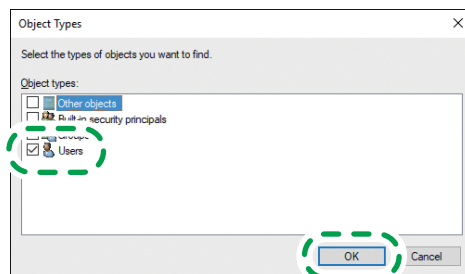 Object Types
Select the types of objects you want to find.
Object types:
Other objects
Built-in security principals
Groups
Users
OK
Cancel